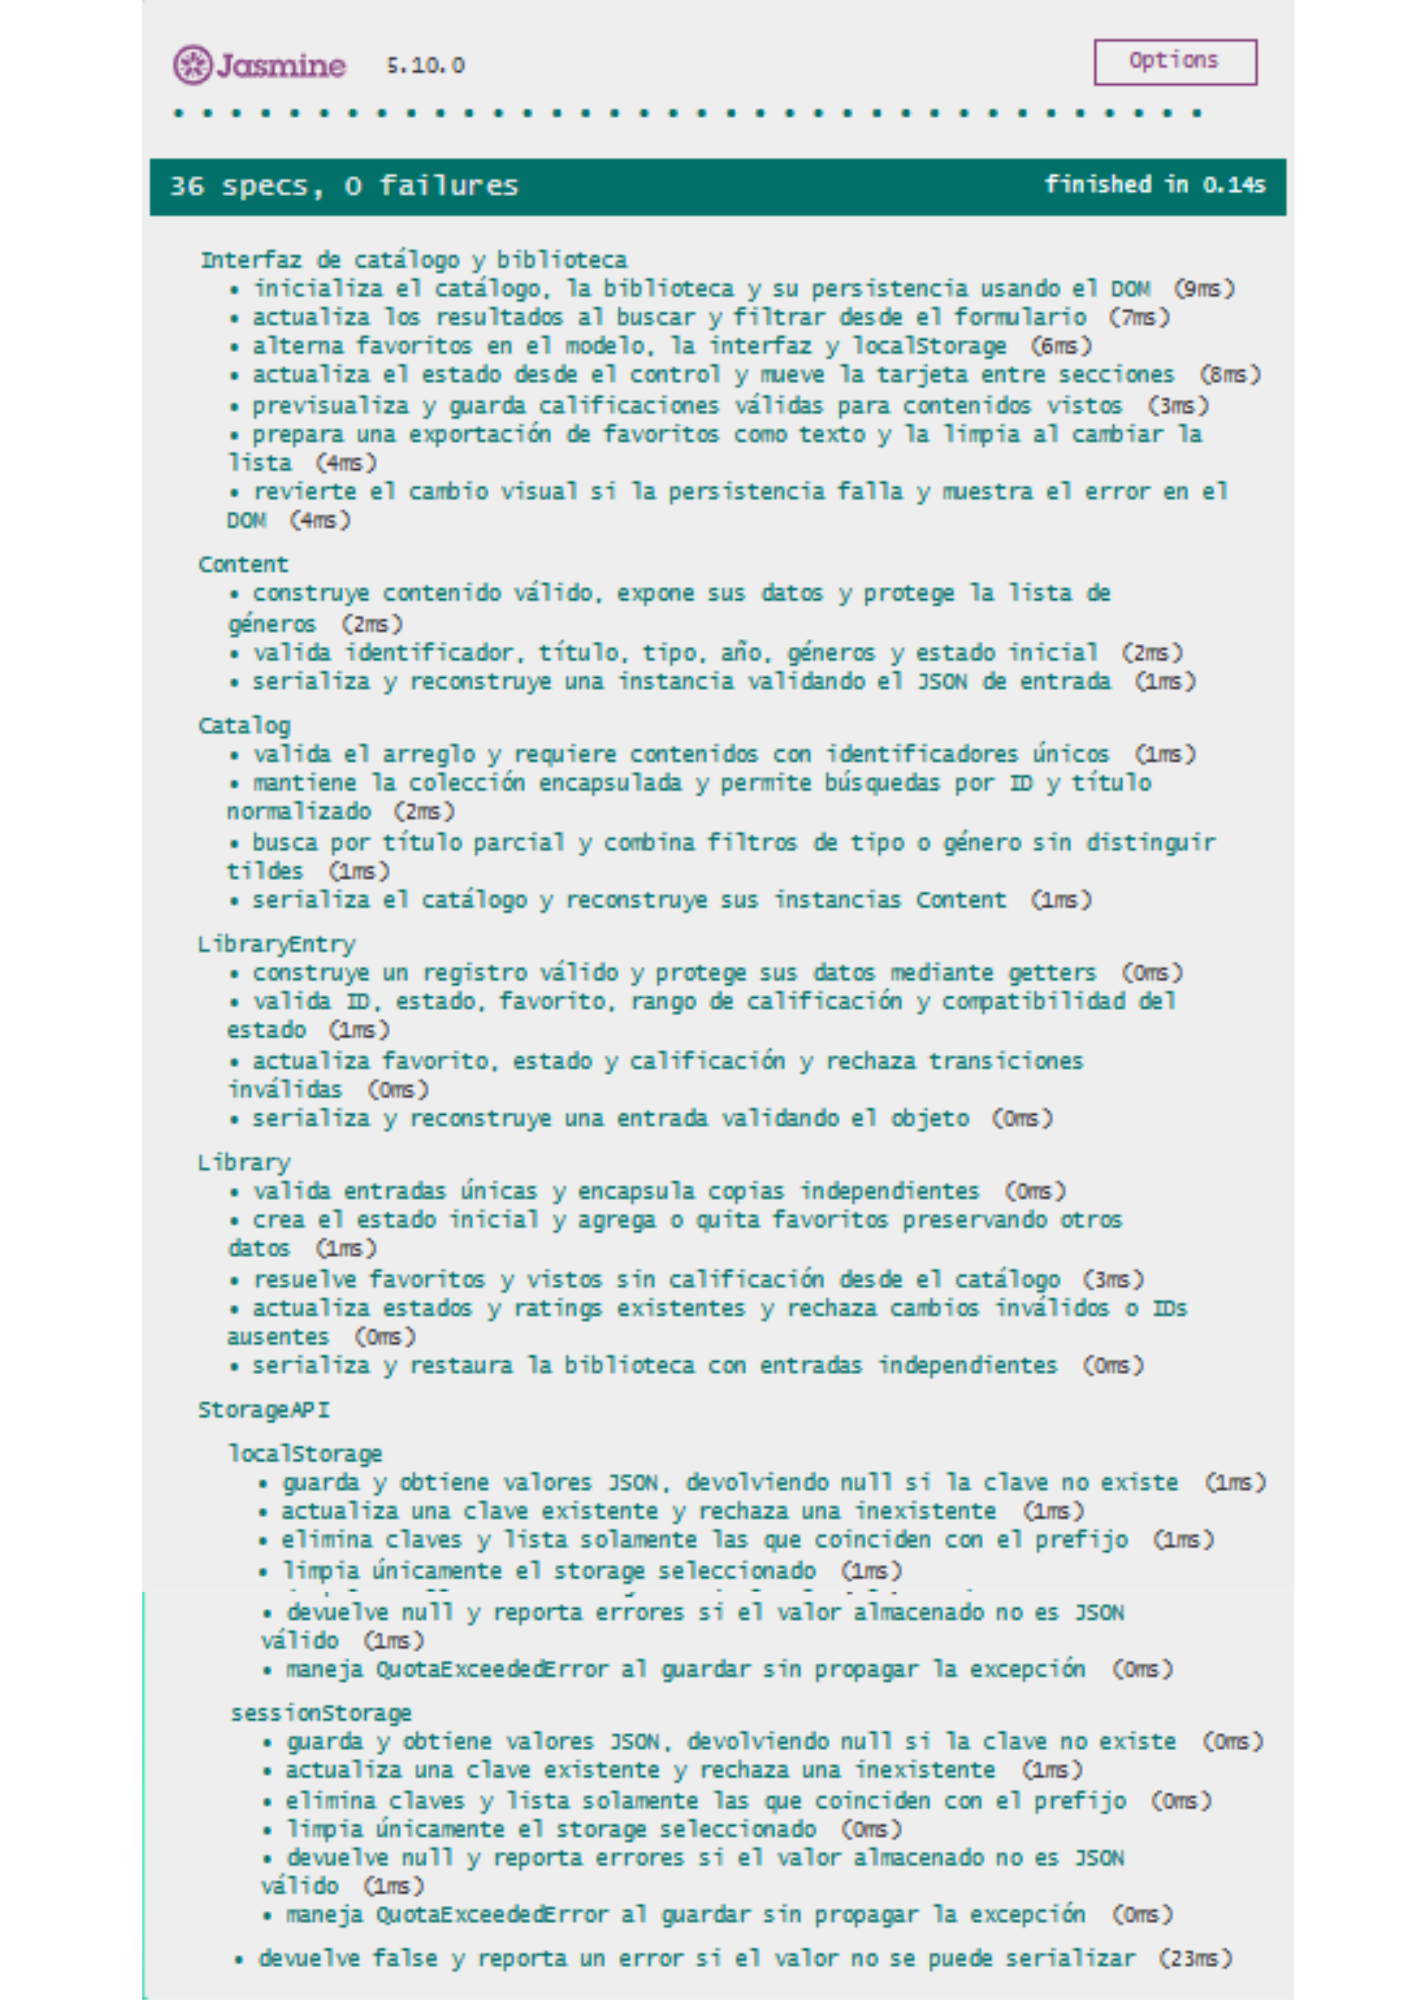 Jasmine 5.10.0 Options
36 specs, 0 failures finished in 0.14s
Interfaz de catálogo y biblioteca
• inicializa el catálogo, la biblioteca y su persistencia usando el DOM (9ms)
• actualiza los resultados al buscar y filtrar desde el formulario (7ms)
• alterna favoritos en el modelo, la interfaz y localStorage (6ms)
• actualiza el estado desde el control y mueve la tarjeta entre secciones (8ms)
• previsualiza y guarda calificaciones válidas para contenidos vistos (3ms)
• prepara una exportación de favoritos como texto y la limpia al cambiar la
lista (4ms)
• revierte el cambio visual si la persistencia falla y muestra el error en el
DOM (4ms)
Content
• construye contenido válido, expone sus datos y protege la lista de
géneros (2ms)
• valida identificador, título, tipo, año, géneros y estado inicial (2ms)
• serializa y reconstruye una instancia validando el JSON de entrada (1ms)
Catalog
• valida el arreglo y requiere contenidos con identificadores únicos (1ms)
• mantiene la colección encapsulada y permite búsquedas por ID y título
normalizado (2ms)
• busca por título parcial y combina filtros de tipo o género sin distinguir
tildes (1ms)
• serializa el catálogo y reconstruye sus instancias Content (1ms)
LibraryEntry
• construye un registro válido y protege sus datos mediante getters (0ms)
• valida ID, estado, favorito, rango de calificación y compatibilidad del
estado (1ms)
• actualiza favorito, estado y calificación y rechaza transiciones
inválidas (0ms)
• serializa y reconstruye una entrada validando el objeto (0ms)
Library
• valida entradas únicas y encapsula copias independientes (0ms)
• crea el estado inicial y agrega o quita favoritos preservando otros
datos (1ms)
• resuelve favoritos y vistos sin calificación desde el catálogo (3ms)
• actualiza estados y ratings existentes y rechaza cambios inválidos o IDs
ausentes (0ms)
• serializa y restaura la biblioteca con entradas independientes (0ms)
StorageAPI
localStorage
• guarda y obtiene valores JSON, devolviendo null si la clave no existe (1ms)
• actualiza una clave existente y rechaza una inexistente (1ms)
• elimina claves y lista solamente las que coinciden con el prefijo (1ms)
• limpia únicamente el storage seleccionado (1ms)
• devuelve null y reporta errores si el valor almacenado no es JSON
válido (1ms)
• maneja QuotaExceededError al guardar sin propagar la excepción (0ms)
sessionStorage
• guarda y obtiene valores JSON, devolviendo null si la clave no existe (0ms)
• actualiza una clave existente y rechaza una inexistente (1ms)
• elimina claves y lista solamente las que coinciden con el prefijo (0ms)
• limpia únicamente el storage seleccionado (0ms)
• devuelve null y reporta errores si el valor almacenado no es JSON
válido (1ms)
• maneja QuotaExceededError al guardar sin propagar la excepción (0ms)
• devuelve false y reporta un error si el valor no se puede serializar (23ms)